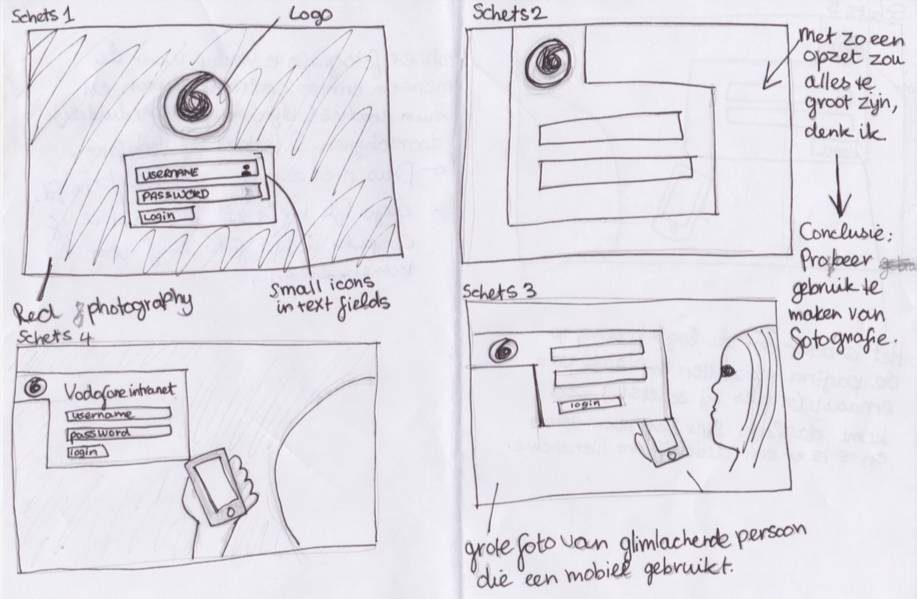 Schets 1
Logo
USERNAME
PASSWORD
Login
Red photography
Small icons
in text fields
Schets 2
Met zo een
opzet zou
alles te
groot zijn,
denk ik
Conclusie:
Probeer
gebruik te
maken van
fotografie.
Schets 3
login
grote foto van glimlachende persoon
die een mobiel gebruikt.
Schets 4
Vodafone intranet
username
password
login